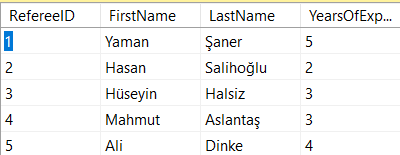 RefereeID FirstName LastName YearsOfExp...
1 Yaman Şaner 5
2 Hasan Salihoğlu 2
3 Hüseyin Halsiz 3
4 Mahmut Aslantaş 3
5 Ali Dinke 4